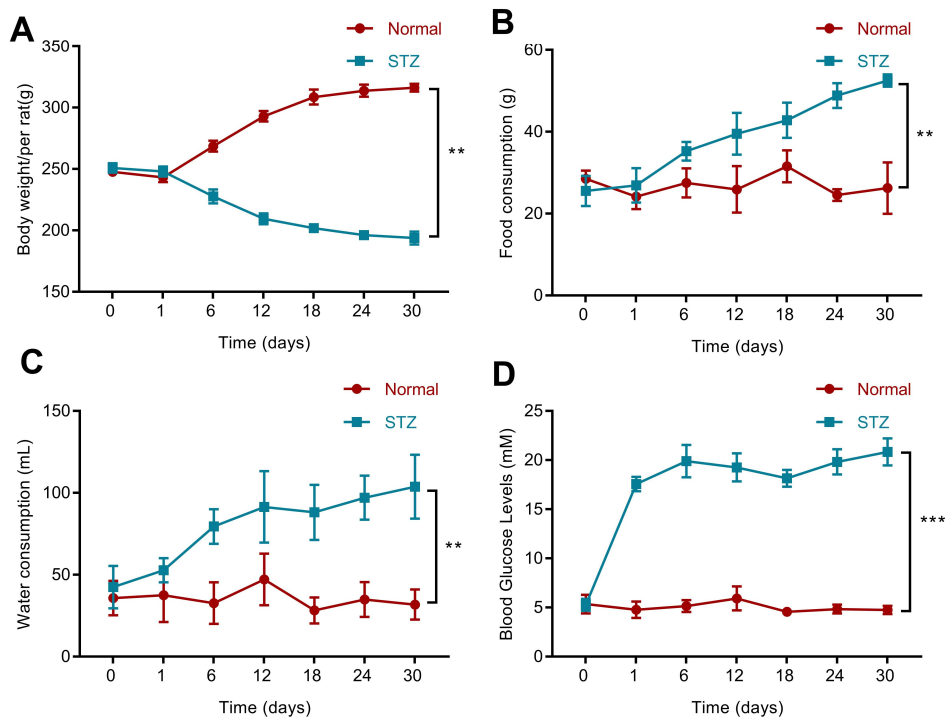 A
Normal
STZ
Body weight/per rat(g)
350
300
250
200
150
**
0 1 6 12 18 24 30
Time (days)
B
Normal
STZ
Food consumption (g)
60
40
20
0
**
0 1 6 12 18 24 30
Time (days)
C
Normal
STZ
Water consumption (mL)
150
100
50
0
**
0 1 6 12 18 24 30
Time (days)
D
Normal
STZ
Blood Glucose Levels (mM)
25
20
15
10
5
0
***
0 1 6 12 18 24 30
Time (days)